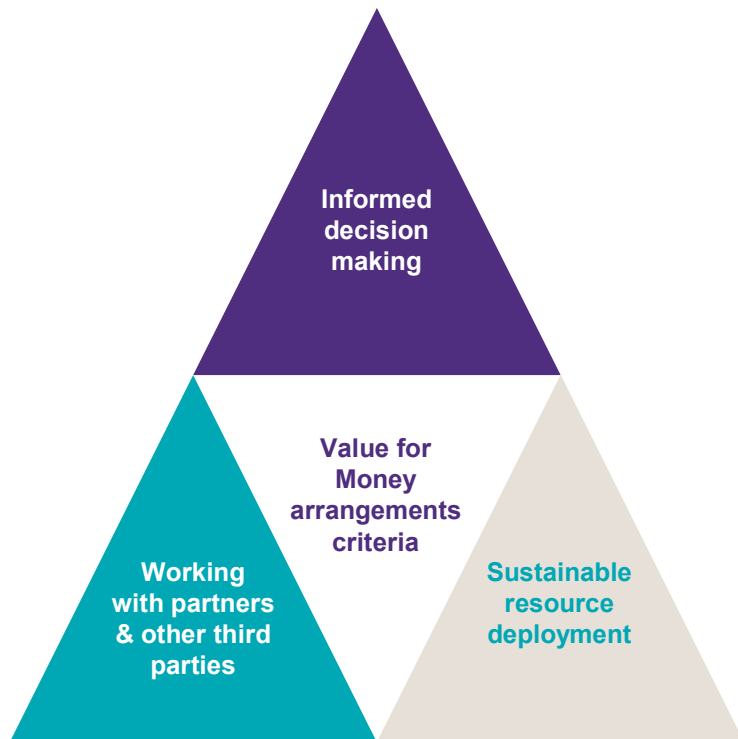 Informed
decision
making
Value for
Money
arrangements
criteria
Working
with partners
& other third
parties
Sustainable
resource
deployment